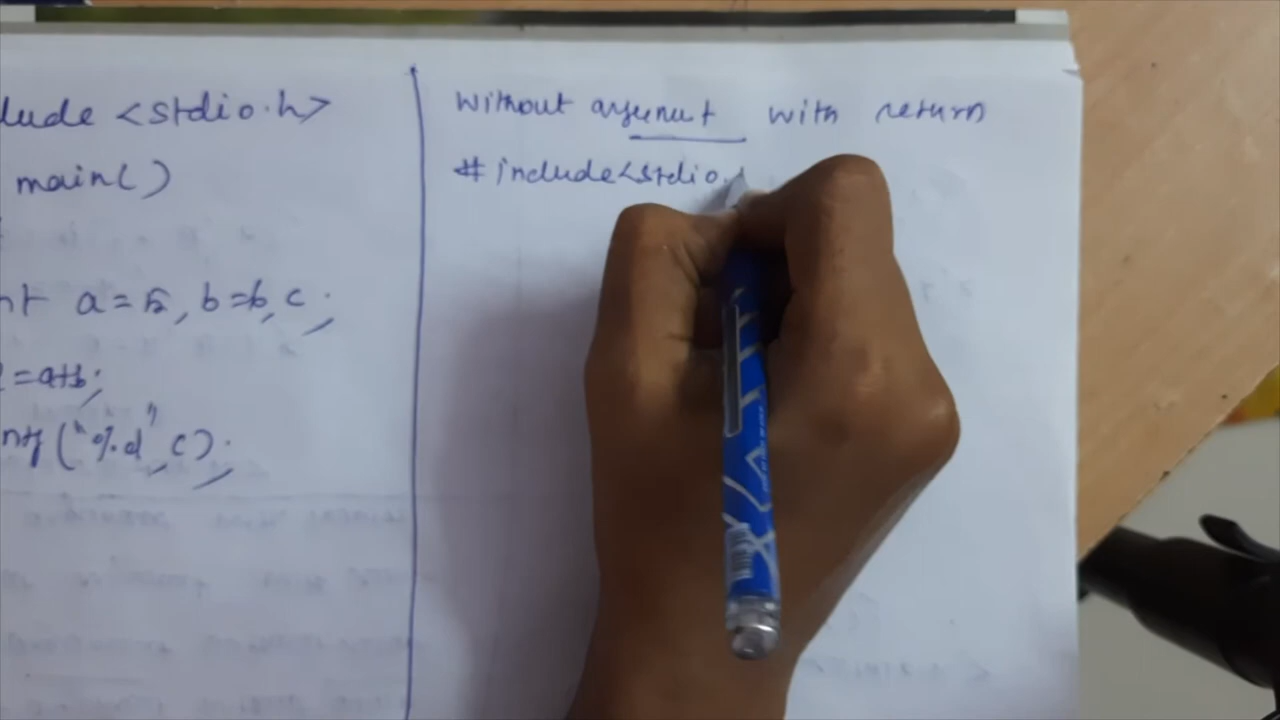 lude <stdio.h>
main()
nt a=5, b=6, c;
=a+b;
ntf("%d", c);
Without argument with return
#include<stdio.